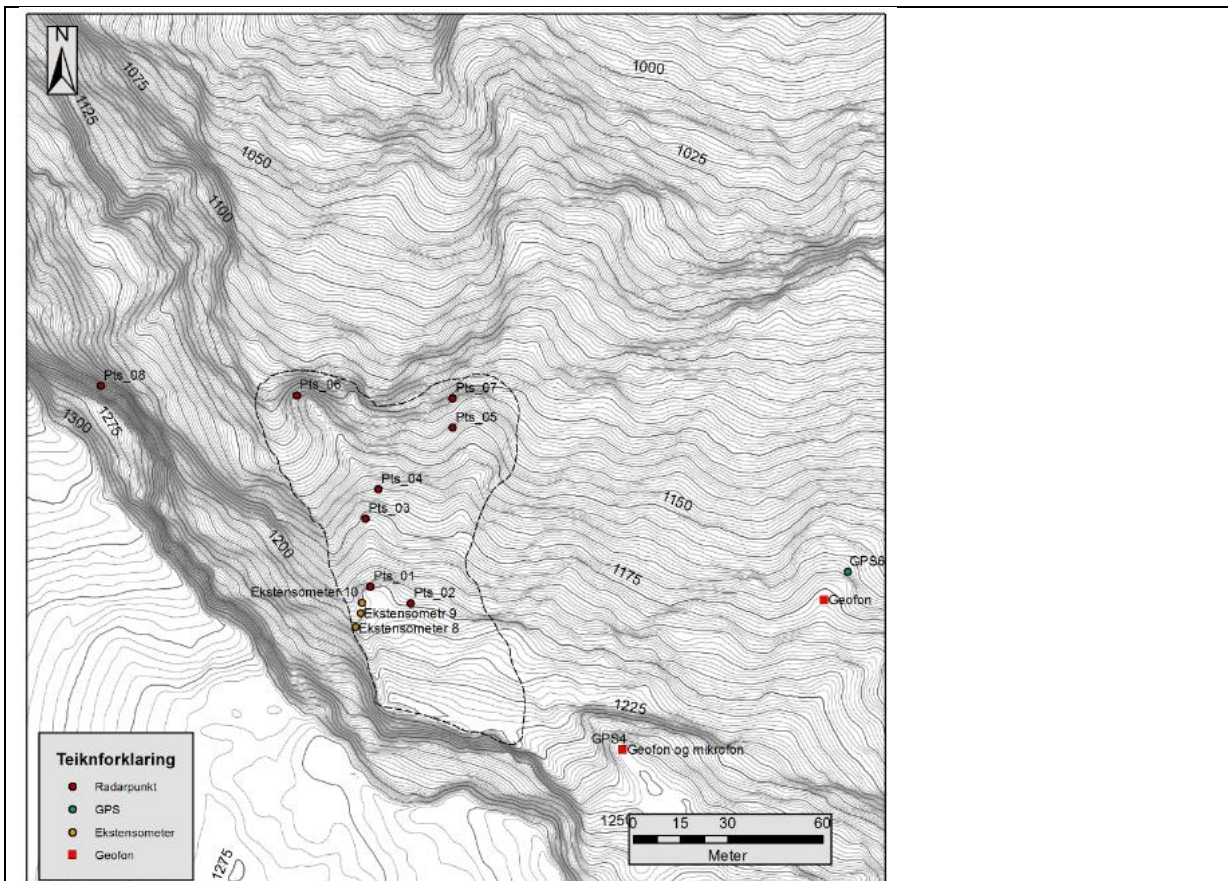 N
1000
1075
1125
1025
1050
1100
Pts_08
Pts_06
Pts_07
1275
1300
Pts_05
Pts_04
1150
Pts_03
1200
GPS6
1175
Pts_01
Ekstensometer 10
Pts_02
Geofon
Ekstensometr 9
Ekstensometer 8
1225
GPS4
Geofon og mikrofon
Teiknforklaring
Radarpunkt
GPS
Ekstensometer
Geofon
1250
0 15 30 60
Meter
1275